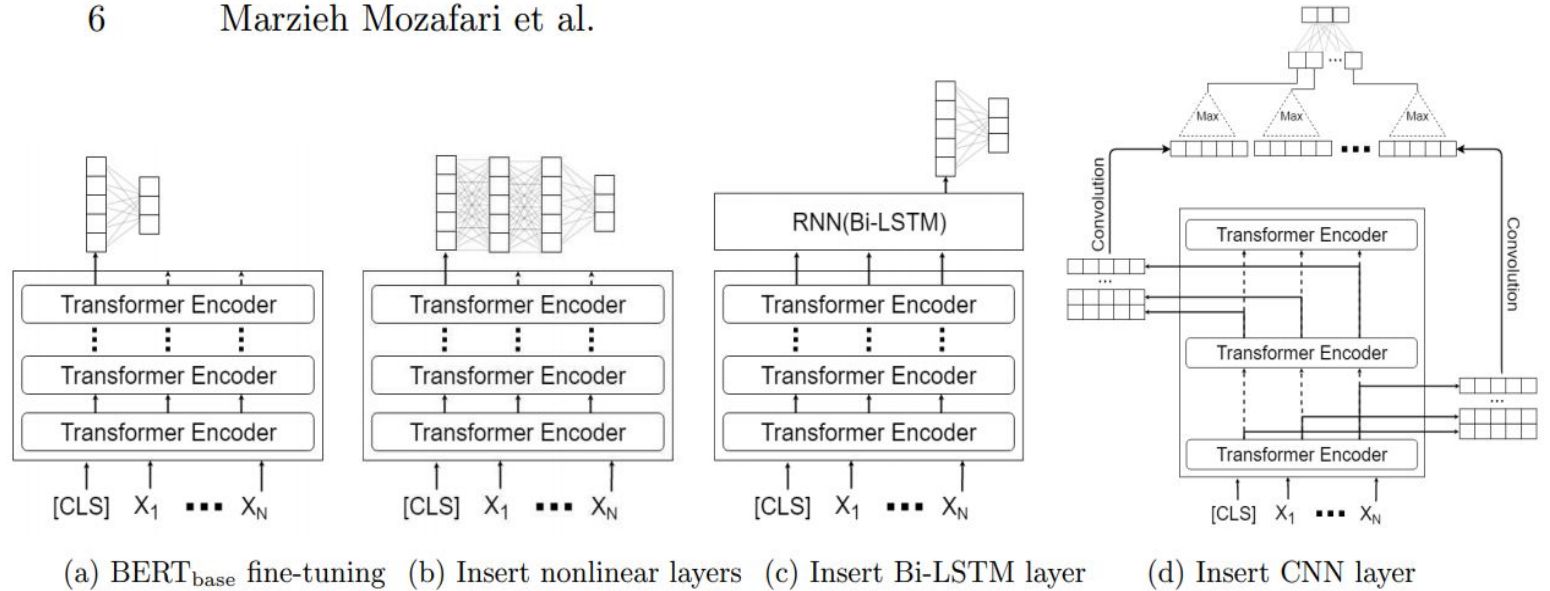 6 Marzieh Mozafari et al.
Transformer Encoder
Transformer Encoder
Transformer Encoder
[CLS] X1 ... XN
(a) BERTbase fine-tuning
Transformer Encoder
Transformer Encoder
Transformer Encoder
[CLS] X1 ... XN
(b) Insert nonlinear layers
RNN(Bi-LSTM)
Transformer Encoder
Transformer Encoder
Transformer Encoder
[CLS] X1 ... XN
(c) Insert Bi-LSTM layer
...
Max Max Max
...
Convolution
Convolution
Transformer Encoder
...
Transformer Encoder
...
Transformer Encoder
[CLS] X1 ... XN
(d) Insert CNN layer